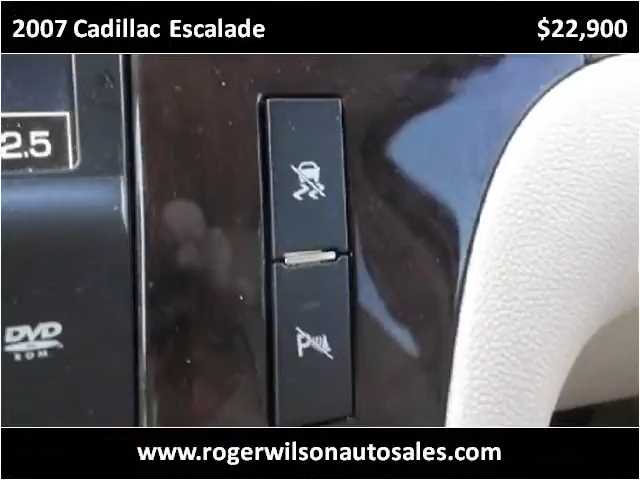 2007 Cadillac Escalade $22,900
2.5
DVD
ROM
P
www.rogerwilsonautosales.com